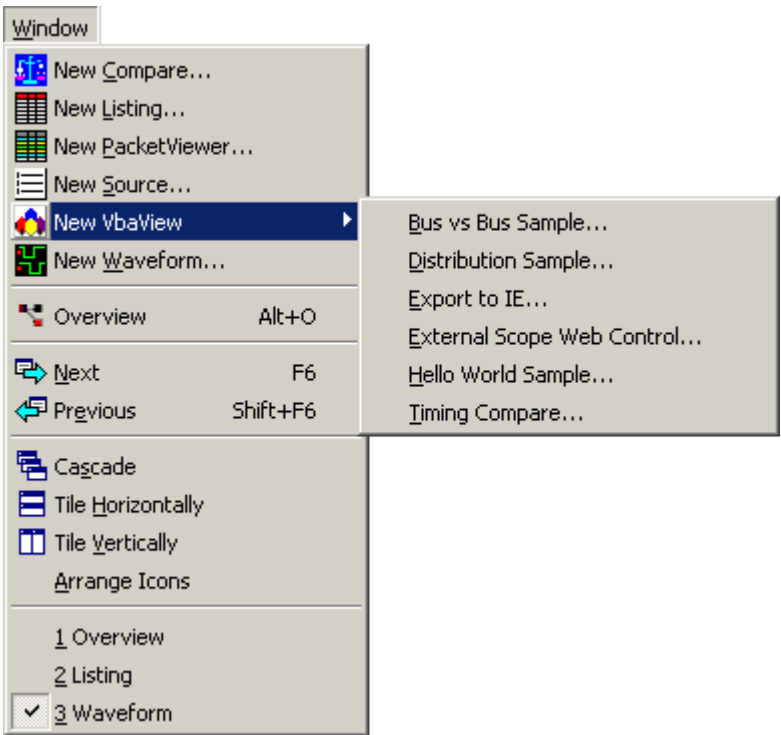 Window
New Compare...
New Listing...
New PacketViewer...
New Source...
New VbaView
New Waveform...
Overview Alt+O
Next F6
Previous Shift+F6
Cascade
Tile Horizontally
Tile Vertically
Arrange Icons
1 Overview
2 Listing
3 Waveform
Bus vs Bus Sample...
Distribution Sample...
Export to IE...
External Scope Web Control...
Hello World Sample...
Timing Compare...